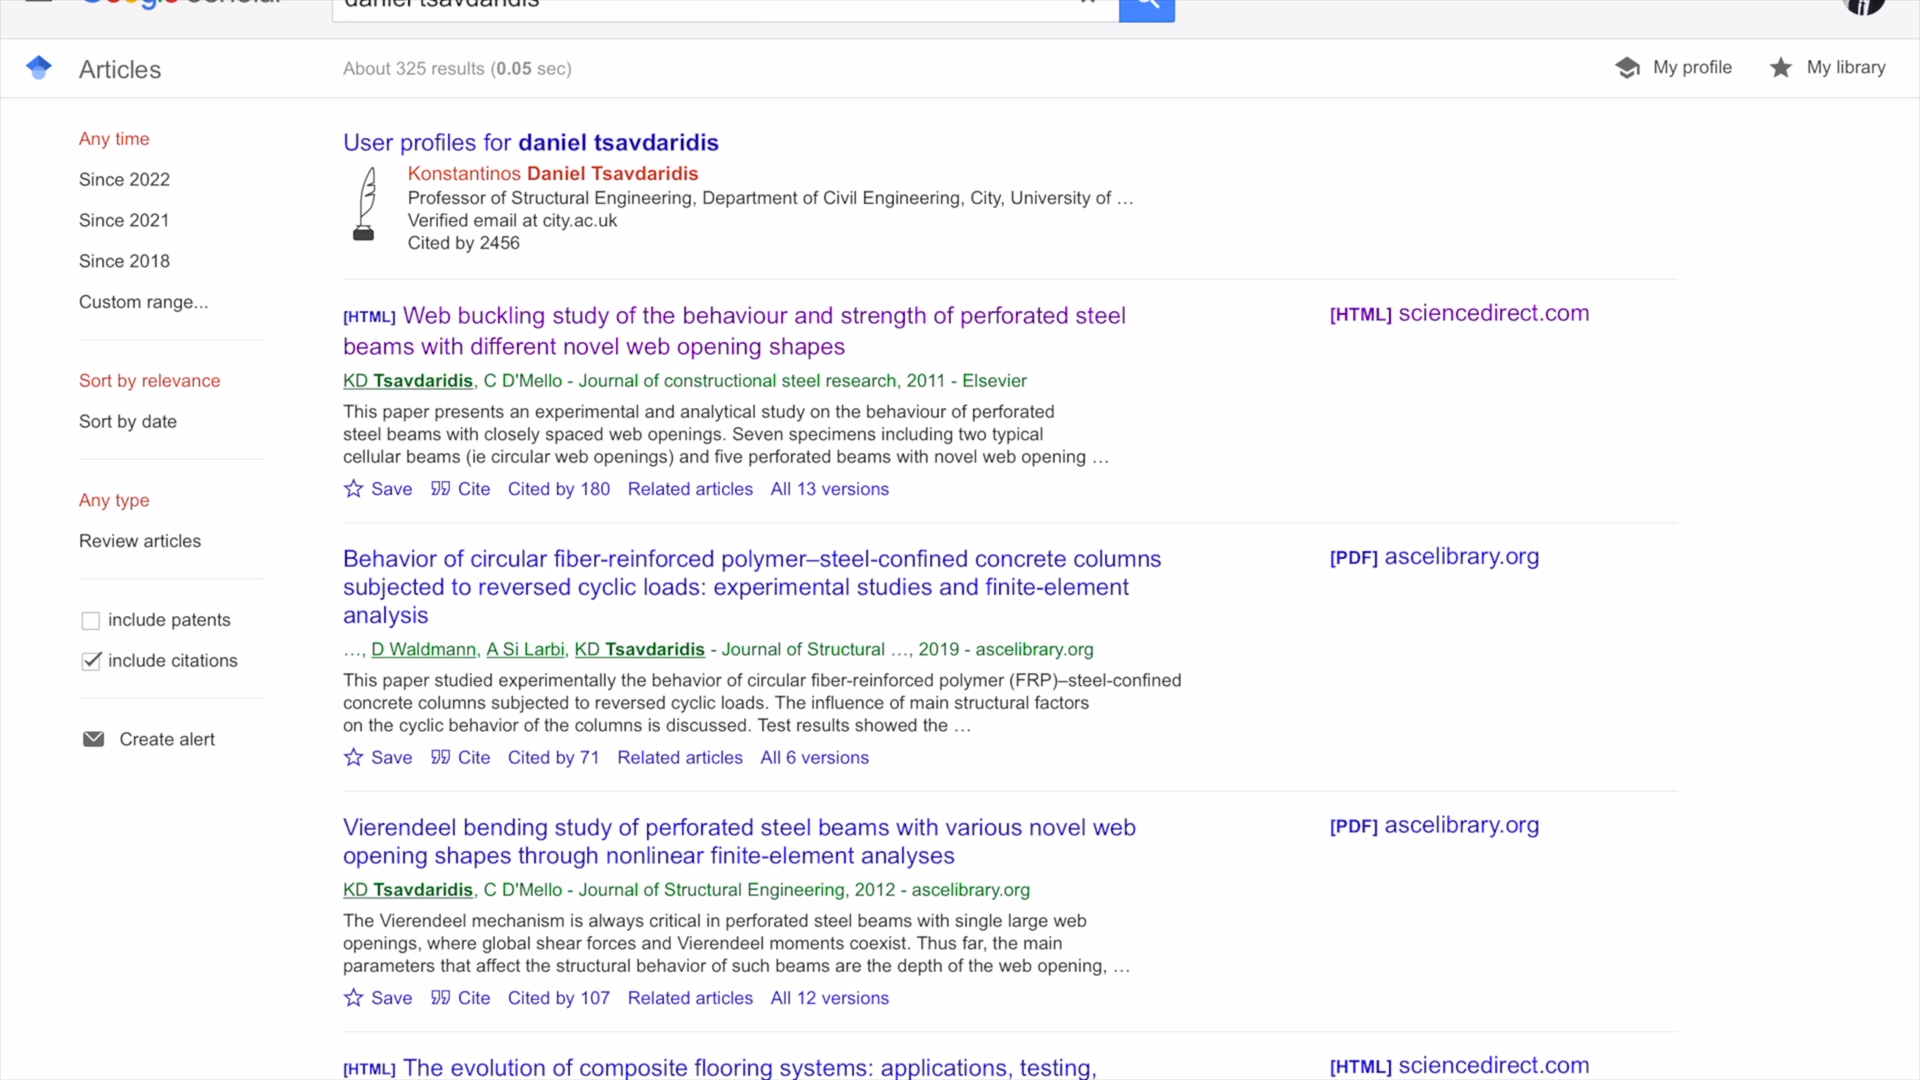 Google Scholar
daniel tsavdaridis
Articles
About 325 results (0.05 sec)
My profile
My library
Any time
Since 2022
Since 2021
Since 2018
Custom range...
Sort by relevance
Sort by date
Any type
Review articles
include patents
include citations
Create alert
User profiles for daniel tsavdaridis
Konstantinos Daniel Tsavdaridis
Professor of Structural Engineering, Department of Civil Engineering, City, University of …
Verified email at city.ac.uk
Cited by 2456
[HTML] Web buckling study of the behaviour and strength of perforated steel
beams with different novel web opening shapes
KD Tsavdaridis, C D'Mello - Journal of constructional steel research, 2011 - Elsevier
This paper presents an experimental and analytical study on the behaviour of perforated
steel beams with closely spaced web openings. Seven specimens including two typical
cellular beams (ie circular web openings) and five perforated beams with novel web opening …
Save Cite Cited by 180 Related articles All 13 versions
[HTML] sciencedirect.com
Behavior of circular fiber-reinforced polymer–steel-confined concrete columns
subjected to reversed cyclic loads: experimental studies and finite-element
analysis
…, D Waldmann, A Si Larbi, KD Tsavdaridis - Journal of Structural …, 2019 - ascelibrary.org
This paper studied experimentally the behavior of circular fiber-reinforced polymer (FRP)–steel-confined
concrete columns subjected to reversed cyclic loads. The influence of main structural factors
on the cyclic behavior of the columns is discussed. Test results showed the …
Save Cite Cited by 71 Related articles All 6 versions
[PDF] ascelibrary.org
Vierendeel bending study of perforated steel beams with various novel web
opening shapes through nonlinear finite-element analyses
KD Tsavdaridis, C D'Mello - Journal of Structural Engineering, 2012 - ascelibrary.org
The Vierendeel mechanism is always critical in perforated steel beams with single large web
openings, where global shear forces and Vierendeel moments coexist. Thus far, the main
parameters that affect the structural behavior of such beams are the depth of the web opening, …
Save Cite Cited by 107 Related articles All 12 versions
[PDF] ascelibrary.org
[HTML] The evolution of composite flooring systems: applications, testing,
[HTML] sciencedirect.com